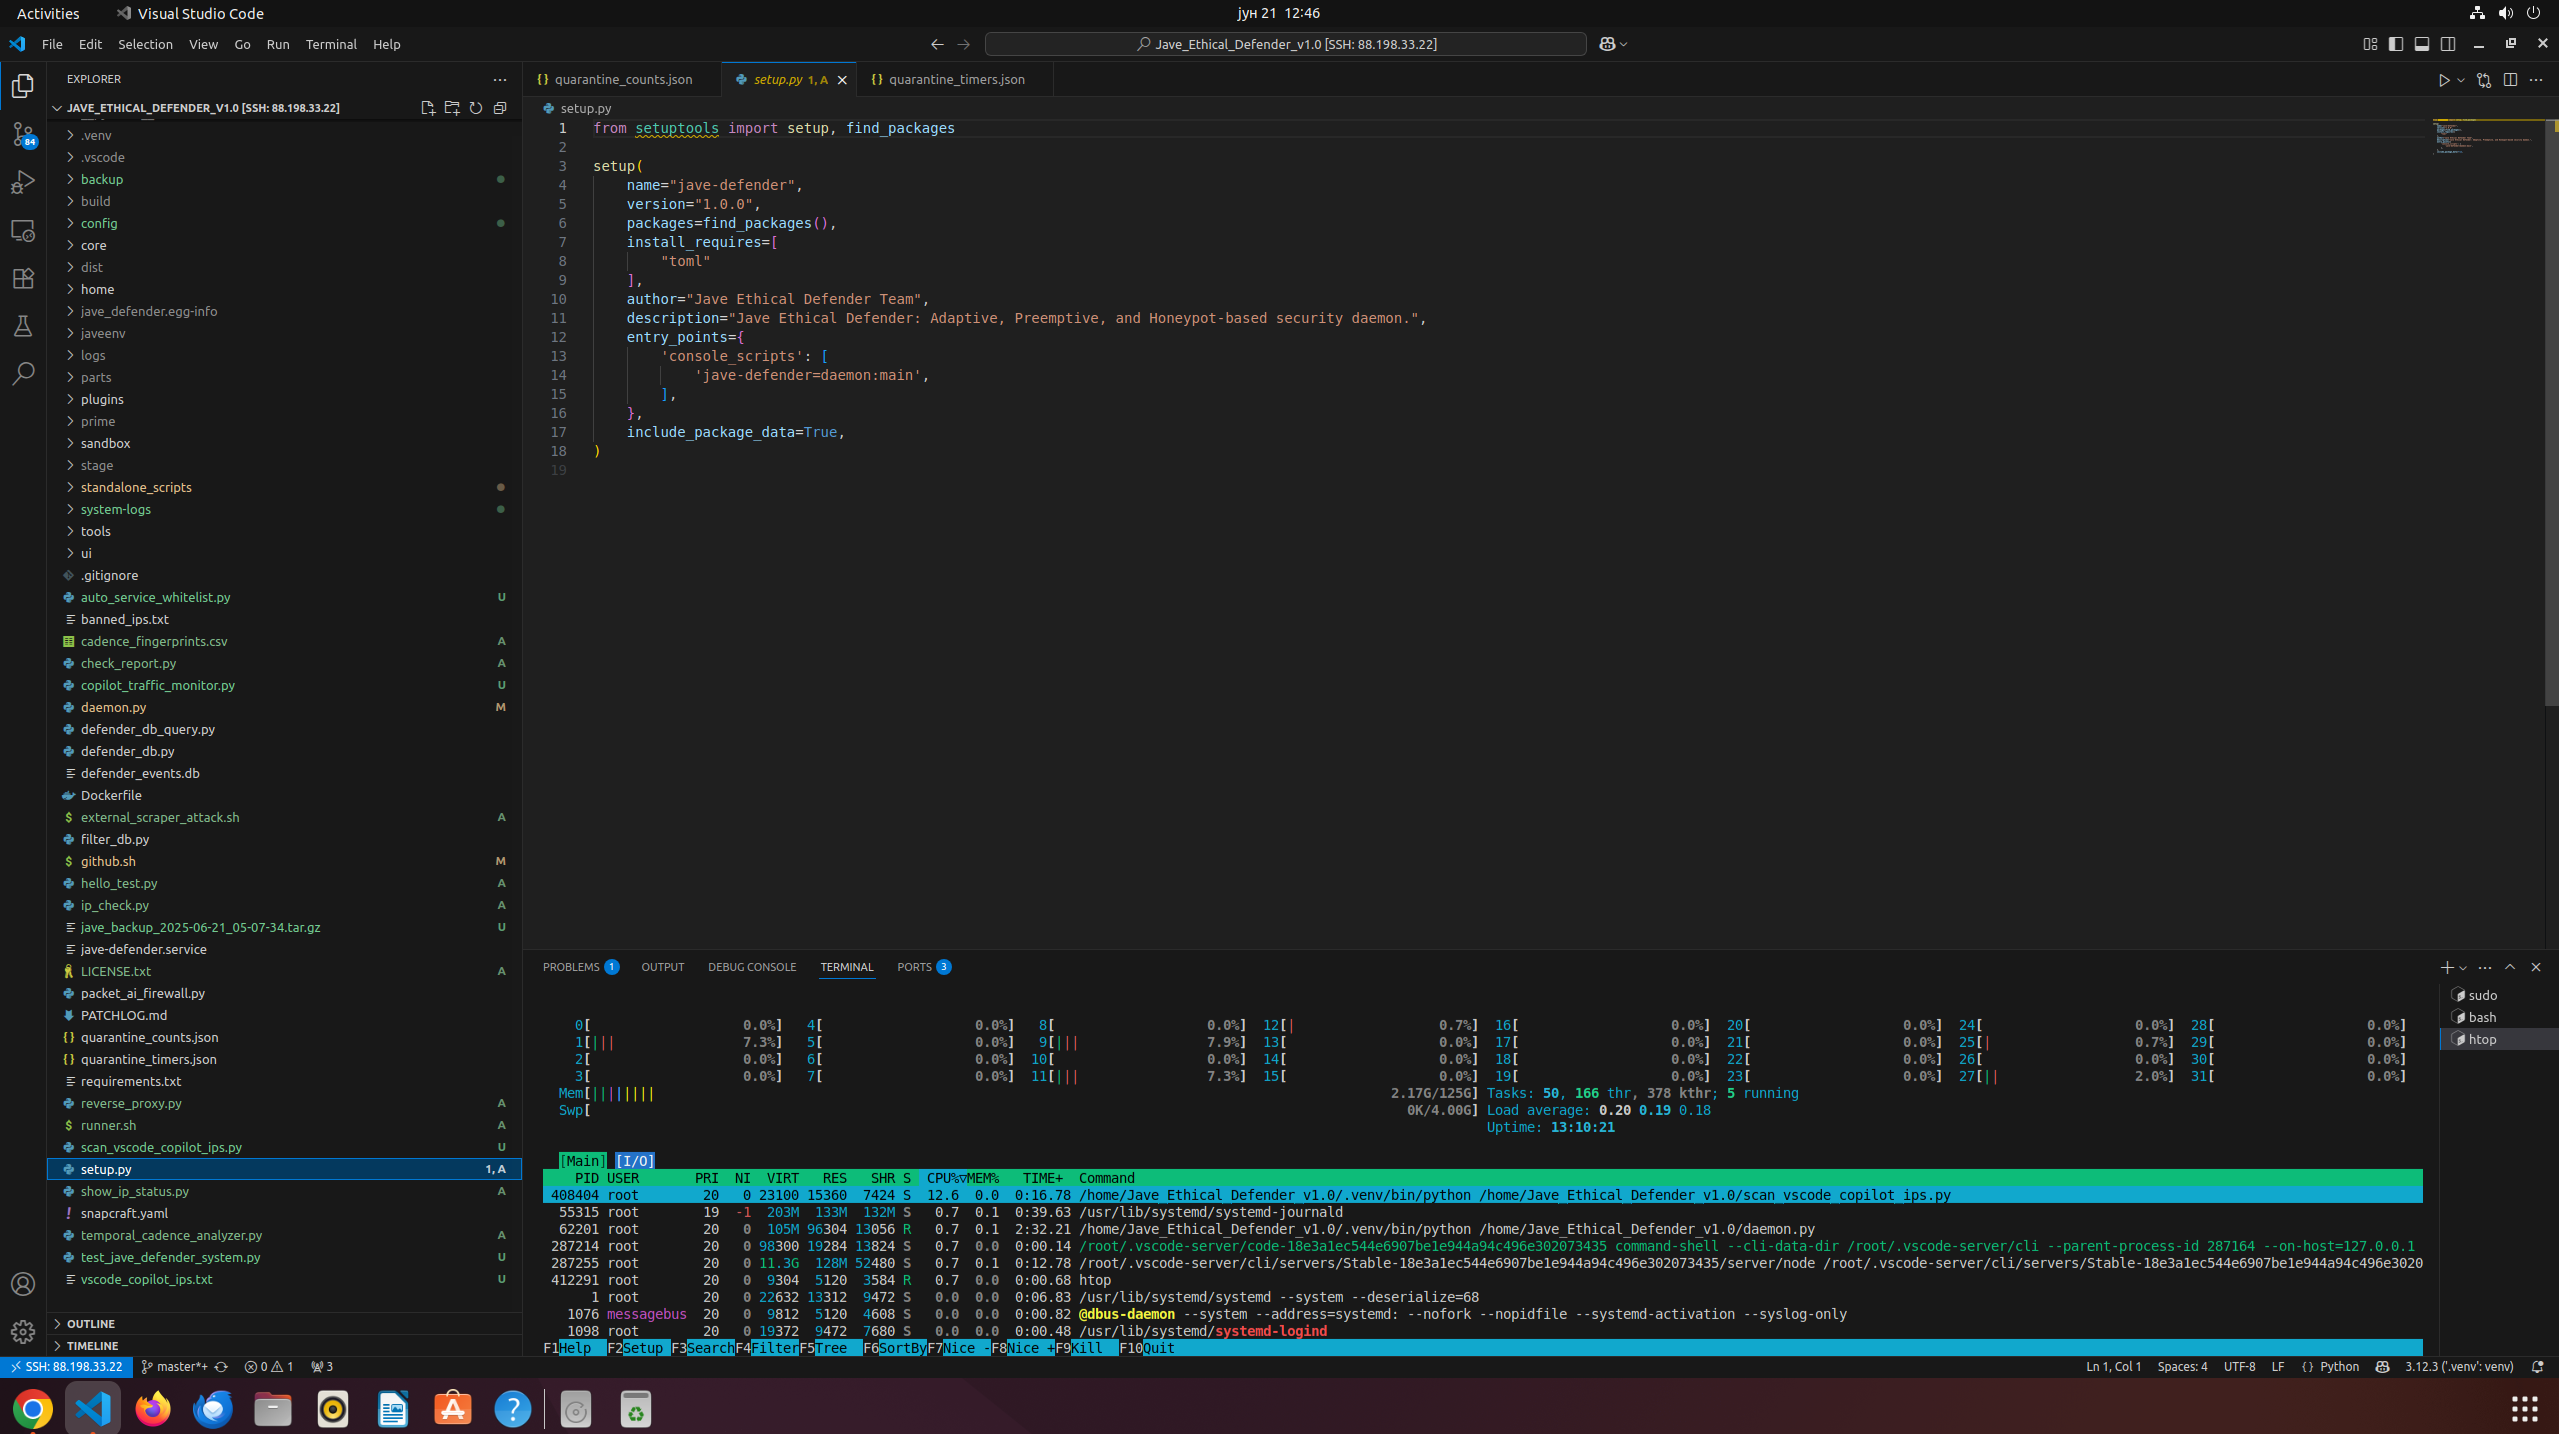 Activities
Visual Studio Code
јун 21 12:46
File Edit Selection View Go Run Terminal Help
Jave_Ethical_Defender_v1.0 [SSH: 88.198.33.22]
EXPLORER
JAVE_ETHICAL_DEFENDER_V1.0 [SSH: 88.198.33.22]
.venv
.vscode
backup
build
config
core
dist
home
jave_defender.egg-info
javeenv
logs
parts
plugins
prime
sandbox
stage
standalone_scripts
system-logs
tools
ui
.gitignore
auto_service_whitelist.py U
banned_ips.txt
cadence_fingerprints.csv A
check_report.py A
copilot_traffic_monitor.py U
daemon.py M
defender_db_query.py
defender_db.py
defender_events.db
Dockerfile
external_scraper_attack.sh A
filter_db.py
github.sh M
hello_test.py A
ip_check.py A
jave_backup_2025-06-21_05-07-34.tar.gz U
jave-defender.service
LICENSE.txt A
packet_ai_firewall.py
PATCHLOG.md
quarantine_counts.json
quarantine_timers.json
requirements.txt
reverse_proxy.py A
runner.sh A
scan_vscode_copilot_ips.py U
setup.py 1, A
show_ip_status.py A
snapcraft.yaml
temporal_cadence_analyzer.py A
test_jave_defender_system.py U
vscode_copilot_ips.txt U
OUTLINE
TIMELINE
84
quarantine_counts.json
setup.py 1, A
quarantine_timers.json
setup.py
1 from setuptools import setup, find_packages
2
3 setup(
4 name="jave-defender",
5 version="1.0.0",
6 packages=find_packages(),
7 install_requires=[
8 "toml"
9 ],
10 author="Jave Ethical Defender Team",
11 description="Jave Ethical Defender: Adaptive, Preemptive, and Honeypot-based security daemon.",
12 entry_points={
13 'console_scripts': [
14 'jave-defender=daemon:main',
15 ],
16 },
17 include_package_data=True,
18 )
19
PROBLEMS 1 OUTPUT DEBUG CONSOLE TERMINAL PORTS 3
sudo
bash
htop
0[ 0.0%] 4[ 0.0%] 8[ 0.0%] 12[| 0.7%] 16[ 0.0%] 20[ 0.0%] 24[ 0.0%] 28[ 0.0%]
1[||| 7.3%] 5[ 0.0%] 9[||| 7.9%] 13[ 0.0%] 17[ 0.0%] 21[ 0.0%] 25[| 0.7%] 29[ 0.0%]
2[ 0.0%] 6[ 0.0%] 10[ 0.0%] 14[ 0.0%] 18[ 0.0%] 22[ 0.0%] 26[ 0.0%] 30[ 0.0%]
3[ 0.0%] 7[ 0.0%] 11[||| 7.3%] 15[ 0.0%] 19[ 0.0%] 23[ 0.0%] 27[|| 2.0%] 31[ 0.0%]
Mem[|||||||| 2.17G/125G] Tasks: 50, 166 thr, 378 kthr; 5 running
Swp[ 0K/4.00G] Load average: 0.20 0.19 0.18
Uptime: 13:10:21
[Main] [I/O]
PID USER PRI NI VIRT RES SHR S CPU%▽MEM% TIME+ Command
408404 root 20 0 23100 15360 7424 S 12.6 0.0 0:16.78 /home/Jave_Ethical_Defender_v1.0/.venv/bin/python /home/Jave_Ethical_Defender_v1.0/scan_vscode_copilot_ips.py
55315 root 19 -1 203M 133M 132M S 0.7 0.1 0:39.63 /usr/lib/systemd/systemd-journald
62201 root 20 0 105M 96304 13056 R 0.7 0.1 2:32.21 /home/Jave_Ethical_Defender_v1.0/.venv/bin/python /home/Jave_Ethical_Defender_v1.0/daemon.py
287214 root 20 0 98300 19284 13824 S 0.7 0.0 0:00.14 /root/.vscode-server/code-18e3a1ec544e6907be1e944a94c496e302073435 command-shell --cli-data-dir /root/.vscode-server/cli --parent-process-id 287164 --on-host=127.0.0.1
287255 root 20 0 11.3G 128M 52480 S 0.7 0.1 0:12.78 /root/.vscode-server/cli/servers/Stable-18e3a1ec544e6907be1e944a94c496e302073435/server/node /root/.vscode-server/cli/servers/Stable-18e3a1ec544e6907be1e944a94c496e3020
412291 root 20 0 9304 5120 3584 R 0.7 0.0 0:00.68 htop
1 root 20 0 22632 13312 9472 S 0.0 0.0 0:06.83 /usr/lib/systemd/systemd --system --deserialize=68
1076 messagebus 20 0 9812 5120 4608 S 0.0 0.0 0:00.82 @dbus-daemon --system --address=systemd: --nofork --nopidfile --systemd-activation --syslog-only
1098 root 20 0 19372 9472 7680 S 0.0 0.0 0:00.48 /usr/lib/systemd/systemd-logind
F1Help F2Setup F3SearchF4FilterF5Tree F6SortByF7Nice -F8Nice +F9Kill F10Quit
SSH: 88.198.33.22 master*+ 0 1 3
Ln 1, Col 1 Spaces: 4 UTF-8 LF {} Python 3.12.3 ('.venv': venv)